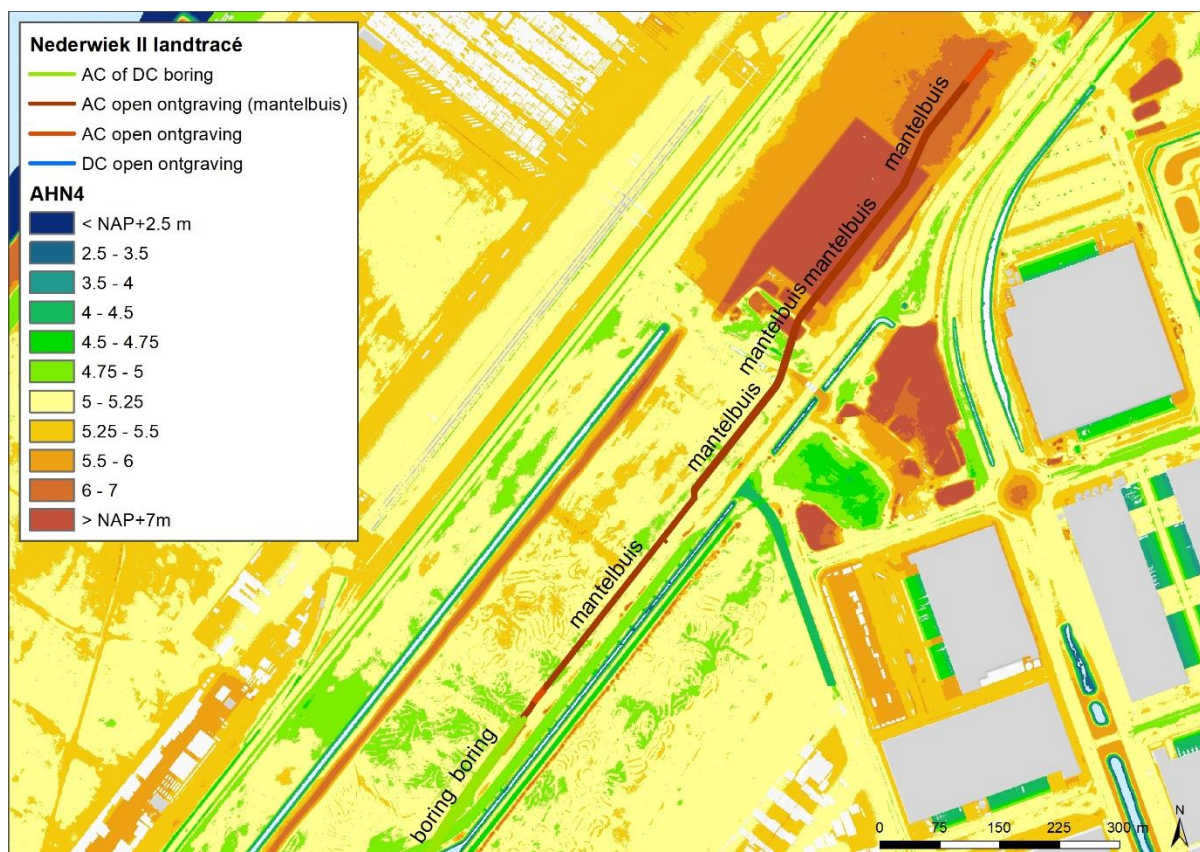 Nederwiek II landtracé
AC of DC boring
AC open ontgraving (mantelbuis)
AC open ontgraving
DC open ontgraving
AHN4
< NAP+2.5 m
2.5 - 3.5
3.5 - 4
4 - 4.5
4.5 - 4.75
4.75 - 5
5 - 5.25
5.25 - 5.5
5.5 - 6
6 - 7
> NAP+7m
mantelbuis
mantelbuis
mantelbuis
mantelbuis
mantelbuis
boring
boring
N
0 75 150 225 300 m